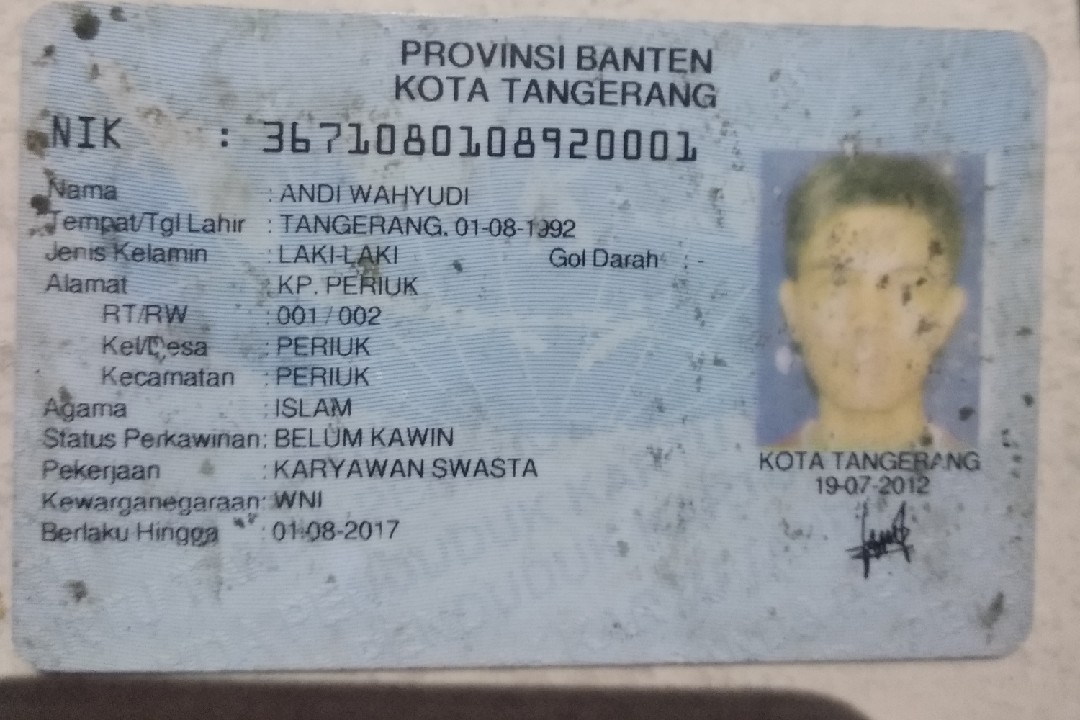 PROVINSI BANTEN
KOTA TANGERANG
NIK : 3671080108920001
Nama : ANDI WAHYUDI
Tempat/Tgl Lahir : TANGERANG, 01-08-1992
Jenis Kelamin : LAKI-LAKI Gol Darah : -
Alamat : KP. PERIUK
RT/RW : 001 / 002
Kel/Desa : PERIUK
Kecamatan : PERIUK
Agama : ISLAM
Status Perkawinan: BELUM KAWIN
Pekerjaan : KARYAWAN SWASTA
Kewarganegaraan: WNI
Berlaku Hingga : 01-08-2017
KOTA TANGERANG
19-07-2012